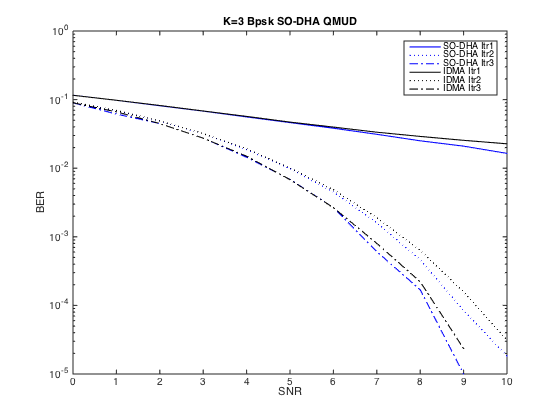 K=3 Bpsk SO-DHA QMUD
10^0
10^-1
10^-2
10^-3
10^-4
10^-5
BER
SO-DHA Itr1
SO-DHA Itr2
SO-DHA Itr3
IDMA Itr1
IDMA Itr2
IDMA Itr3
0 1 2 3 4 5 6 7 8 9 10
SNR